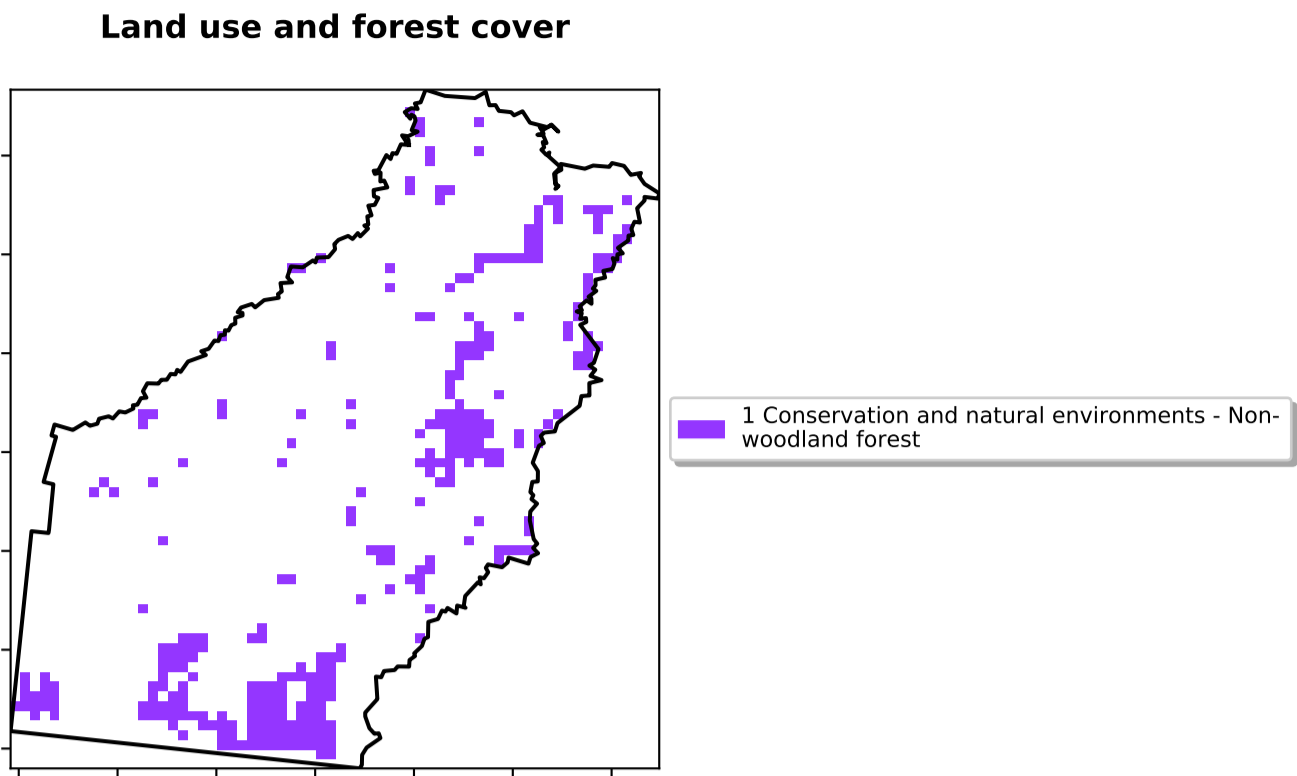 Land use and forest cover
1 Conservation and natural environments - Non-
woodland forest